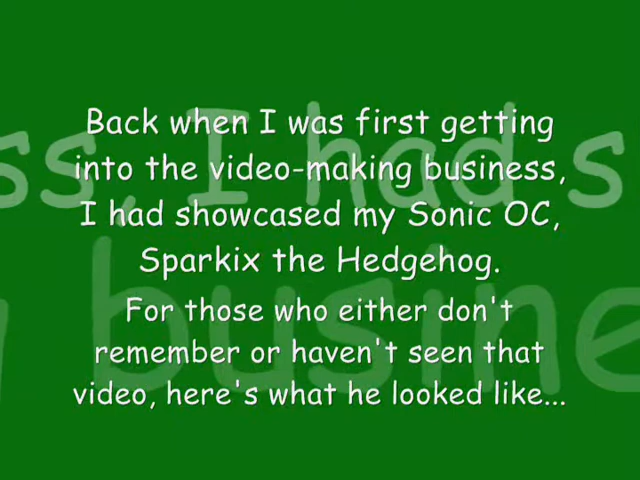 Back when I was first getting
into the video-making business,
I had showcased my Sonic OC,
Sparkix the Hedgehog.
For those who either don't
remember or haven't seen that
video, here's what he looked like...